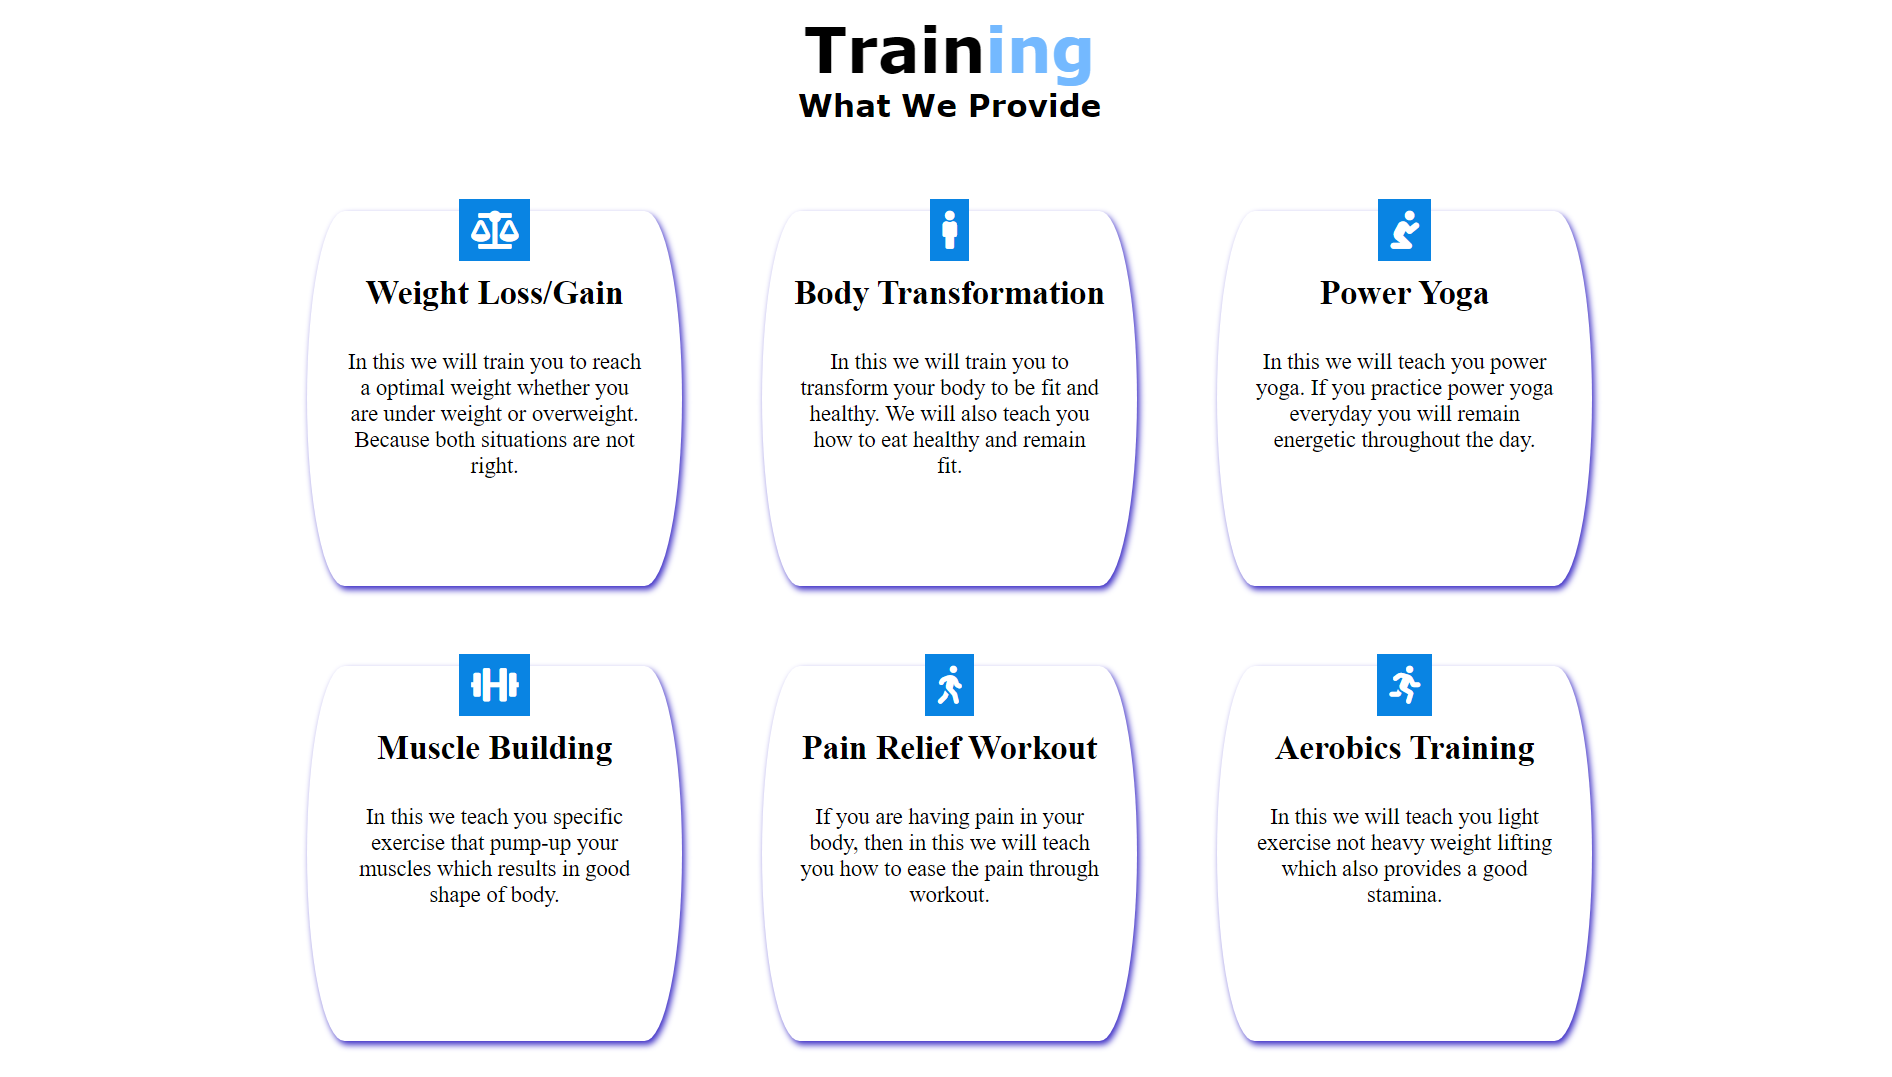 Training
What We Provide
Weight Loss/Gain
In this we will train you to reach
a optimal weight whether you
are under weight or overweight.
Because both situations are not
right.
Body Transformation
In this we will train you to
transform your body to be fit and
healthy. We will also teach you
how to eat healthy and remain
fit.
Power Yoga
In this we will teach you power
yoga. If you practice power yoga
everyday you will remain
energetic throughout the day.
Muscle Building
In this we teach you specific
exercise that pump-up your
muscles which results in good
shape of body.
Pain Relief Workout
If you are having pain in your
body, then in this we will teach
you how to ease the pain through
workout.
Aerobics Training
In this we will teach you light
exercise not heavy weight lifting
which also provides a good
stamina.